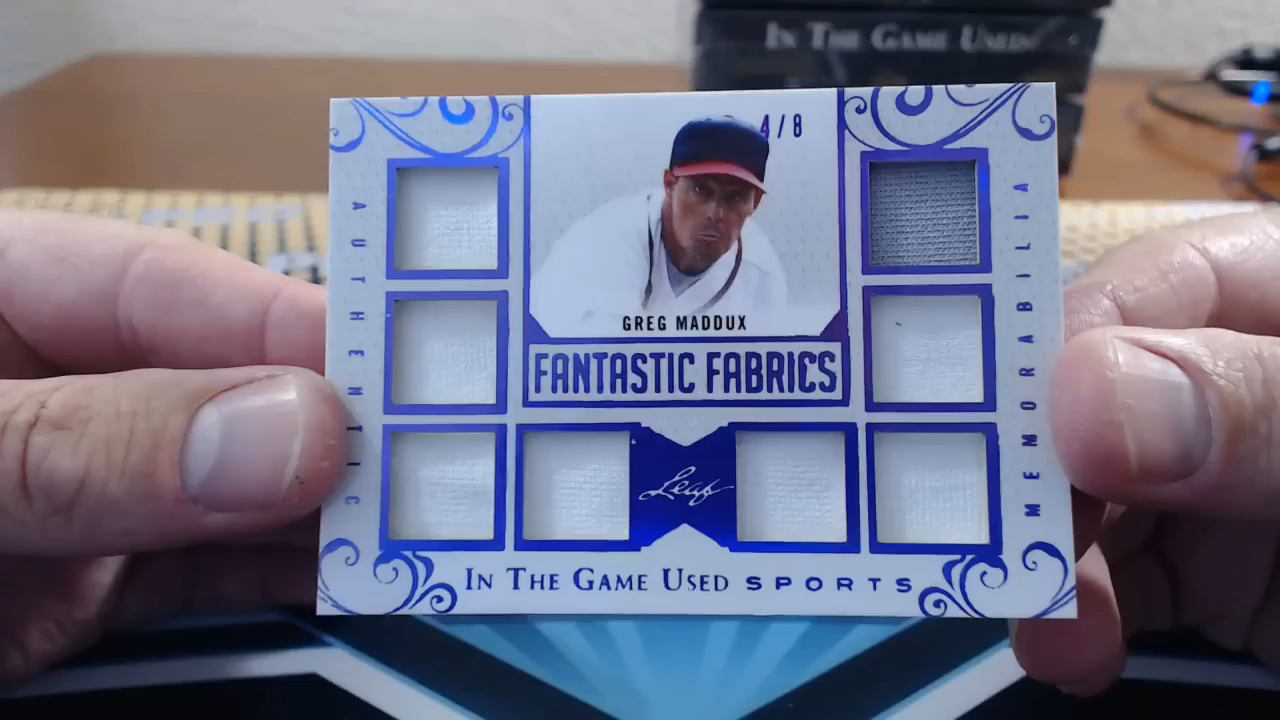 IN THE GAME USED
4/8
AUTHENTIC
GREG MADDUX
FANTASTIC FABRICS
MEMORABILIA
Leaf
IN THE GAME USED SPORTS